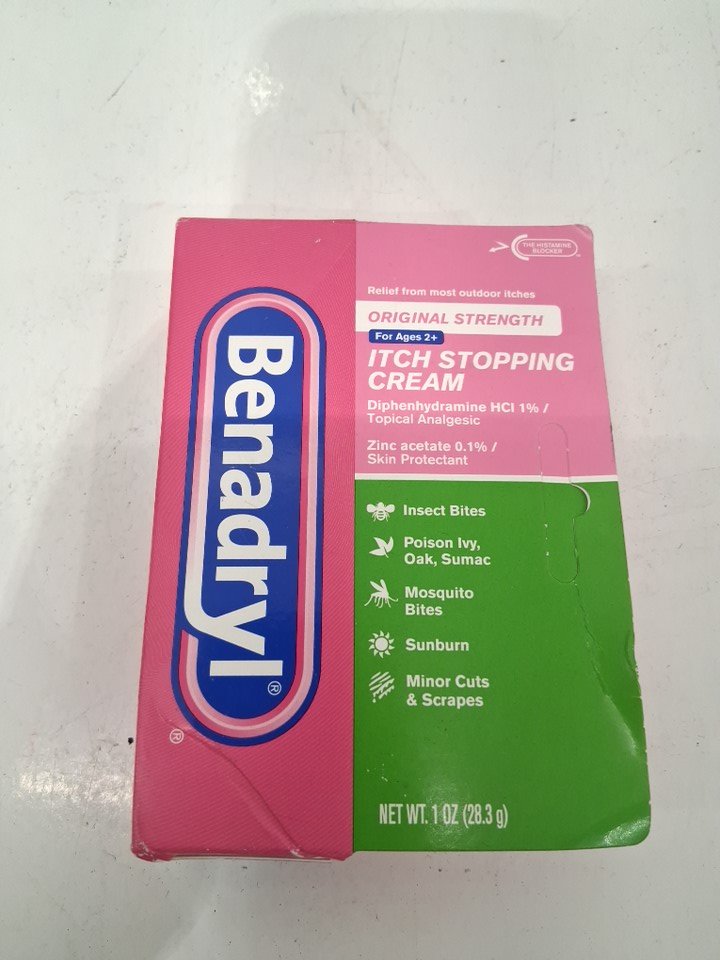 Benadryl®
®
THE HISTAMINE
BLOCKER
Relief from most outdoor itches
ORIGINAL STRENGTH
For Ages 2+
ITCH STOPPING
CREAM
Diphenhydramine HCl 1% /
Topical Analgesic
Zinc acetate 0.1% /
Skin Protectant
Insect Bites
Poison Ivy,
Oak, Sumac
Mosquito
Bites
Sunburn
Minor Cuts
& Scrapes
NET WT. 1 OZ (28.3 g)